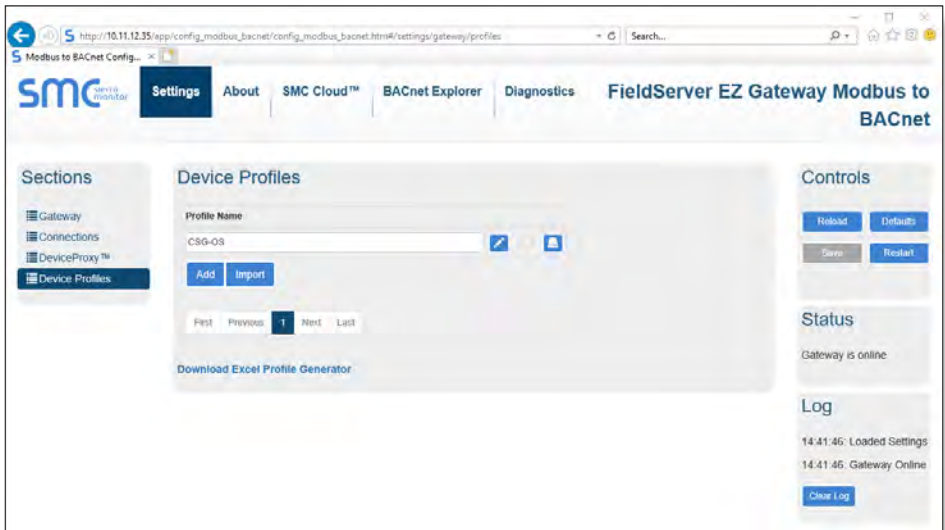 http://10.11.12.35/app/config_modbus_bacnet/config_modbus_bacnet.htm#/settings/gateway/profiles
Search...
Modbus to BACnet Config...
SMC sierra monitor
Settings
About
SMC Cloud™
BACnet Explorer
Diagnostics
FieldServer EZ Gateway Modbus to
BACnet
Sections
Gateway
Connections
DeviceProxy™
Device Profiles
Device Profiles
Profile Name
CSG-OS
Add
Import
First
Previous
1
Next
Last
Download Excel Profile Generator
Controls
Reload
Defaults
Save
Restart
Status
Gateway is online
Log
14:41:46: Loaded Settings
14:41:46: Gateway Online
Clear Log